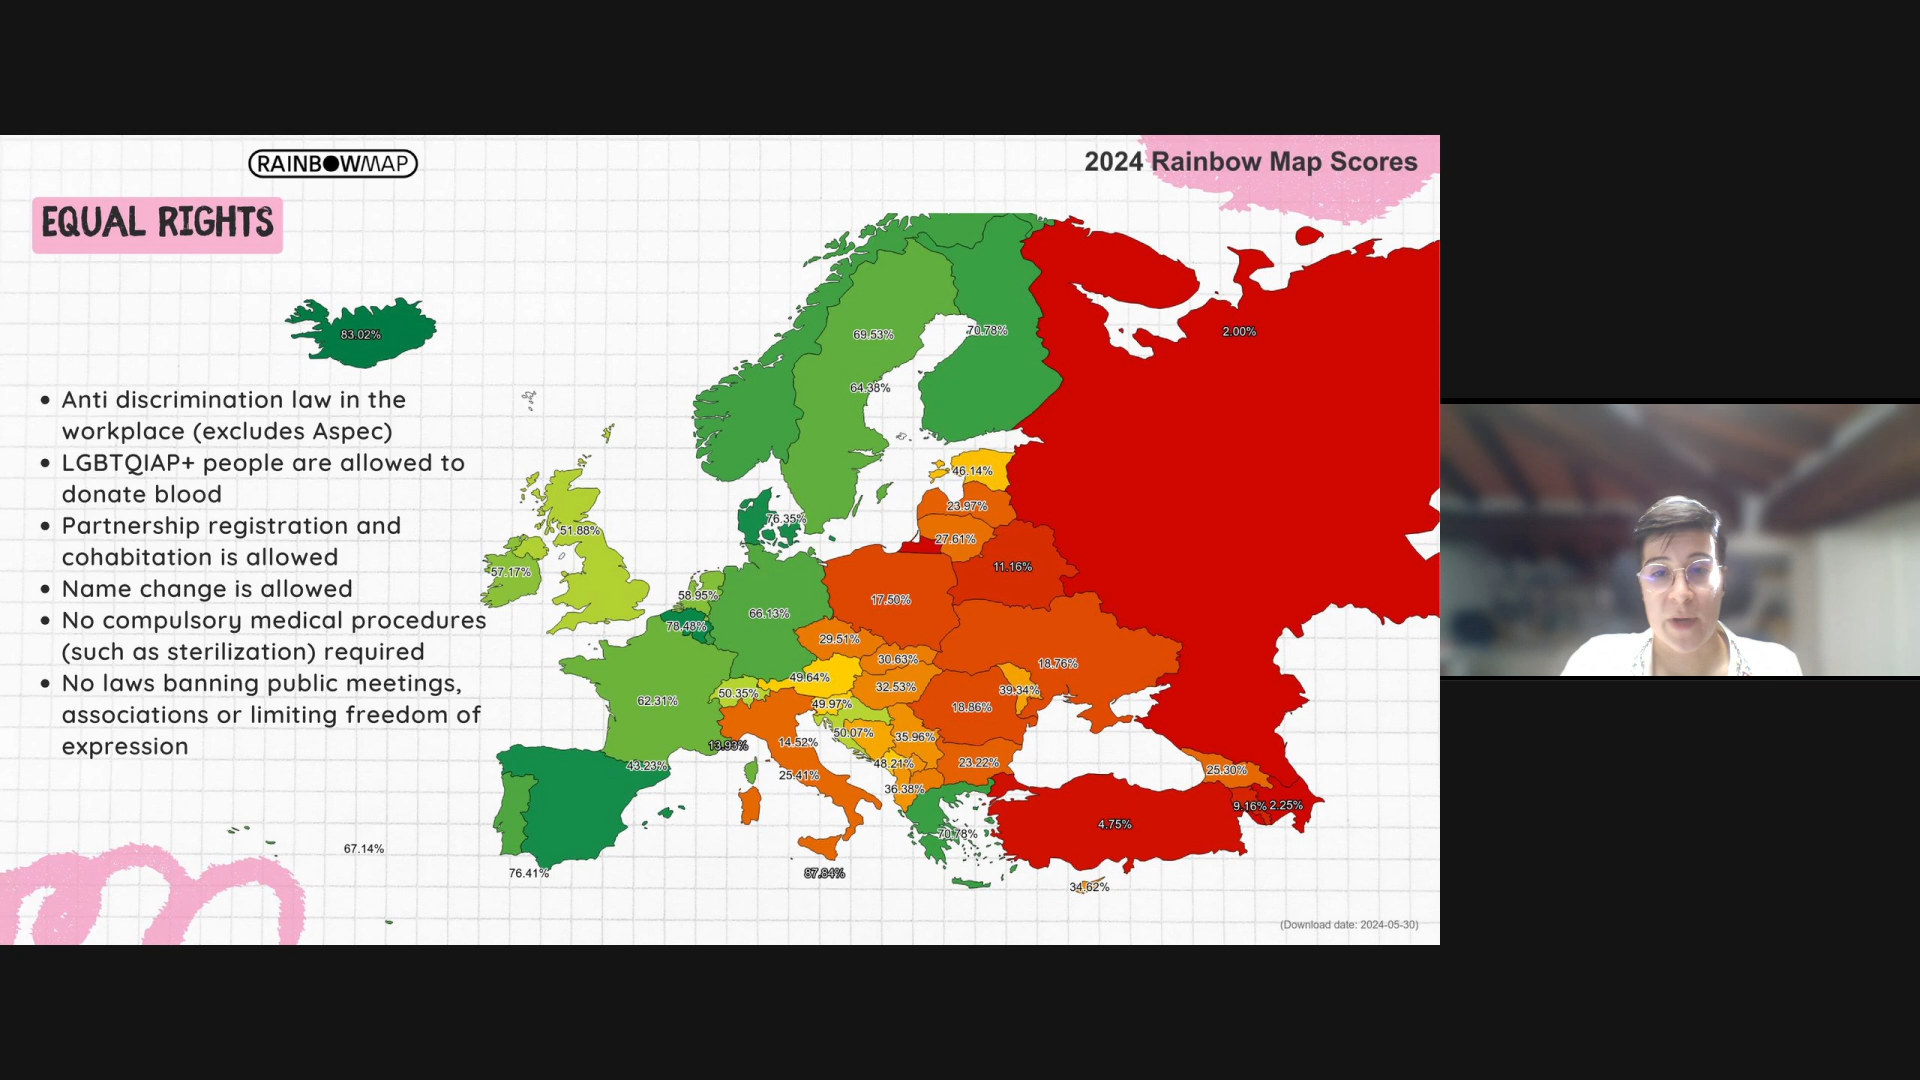 RAINBOWMAP
2024 Rainbow Map Scores
EQUAL RIGHTS
• Anti discrimination law in the
workplace (excludes Aspec)
• LGBTQIAP+ people are allowed to
donate blood
• Partnership registration and
cohabitation is allowed
• Name change is allowed
• No compulsory medical procedures
(such as sterilization) required
• No laws banning public meetings,
associations or limiting freedom of
expression
83.02%
69.53%
70.78%
2.00%
64.38%
46.14%
23.97%
76.35%
51.88%
27.61%
11.16%
57.17%
58.95%
17.50%
66.13%
78.48%
29.51%
30.63%
18.76%
49.64%
32.53%
39.34%
50.35%
62.31%
49.97%
18.86%
50.07%
35.96%
14.52%
13.93%
48.21%
23.22%
43.23%
25.30%
25.41%
36.38%
9.16%
2.25%
4.75%
70.78%
67.14%
76.41%
87.84%
34.62%
(Download date: 2024-05-30)